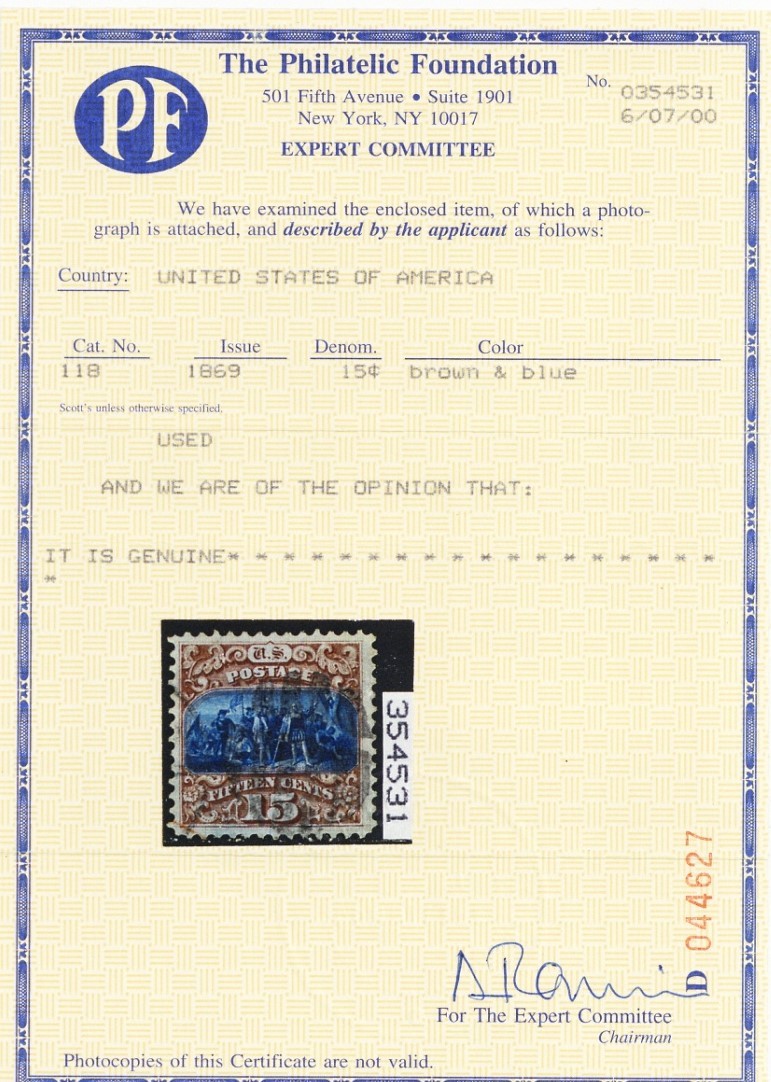 PF
The Philatelic Foundation
501 Fifth Avenue • Suite 1901
New York, NY 10017
EXPERT COMMITTEE
No. 0354531
6/07/00
We have examined the enclosed item, of which a photo-
graph is attached, and described by the applicant as follows:
Country: UNITED STATES OF AMERICA
Cat. No. Issue Denom. Color
118 1869 15¢ brown & blue
Scott's unless otherwise specified.
USED
AND WE ARE OF THE OPINION THAT:
IT IS GENUINE* * * * * * * * * * * * * * * * * *
*
U.S.
POSTAGE
FIFTEEN CENTS
15
354531
D 044627
For The Expert Committee
Chairman
Photocopies of this Certificate are not valid.